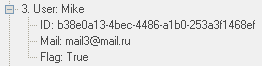 3. User: Mike
ID: b38e0a13-4bec-4486-a1b0-253a3f1468ef
Mail: mail3@mail.ru
Flag: True